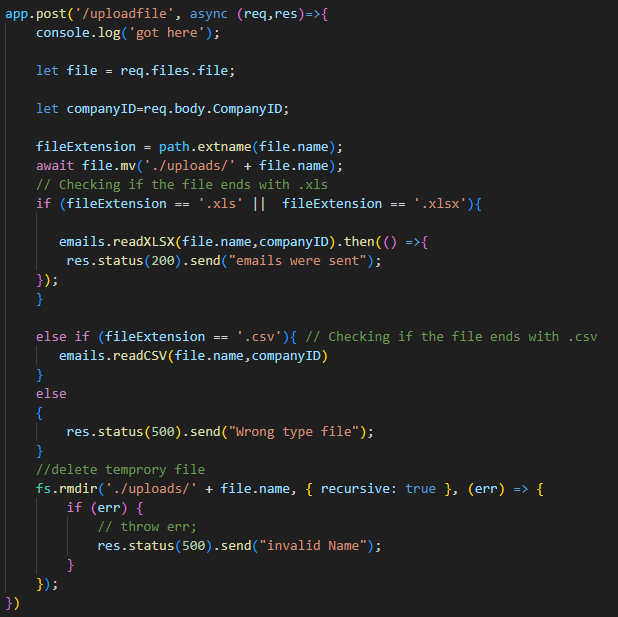 app.post('/uploadfile', async (req,res)=>{
    console.log('got here');
    let file = req.files.file;
    let companyID=req.body.CompanyID;
    fileExtension = path.extname(file.name);
    await file.mv('./uploads/' + file.name);
    // Checking if the file ends with .xls
    if (fileExtension == '.xls' ||  fileExtension == '.xlsx'){
       emails.readXLSX(file.name,companyID).then(() =>{
        res.status(200).send("emails were sent");
    });
    }
    else if (fileExtension == '.csv'){ // Checking if the file ends with .csv
       emails.readCSV(file.name,companyID)
    }
    else
    {
        res.status(500).send("Wrong type file");
    }
    //delete temprory file
    fs.rmdir('./uploads/' + file.name, { recursive: true }, (err) => {
        if (err) {
            // throw err;
            res.status(500).send("invalid Name");
        }
    });
})